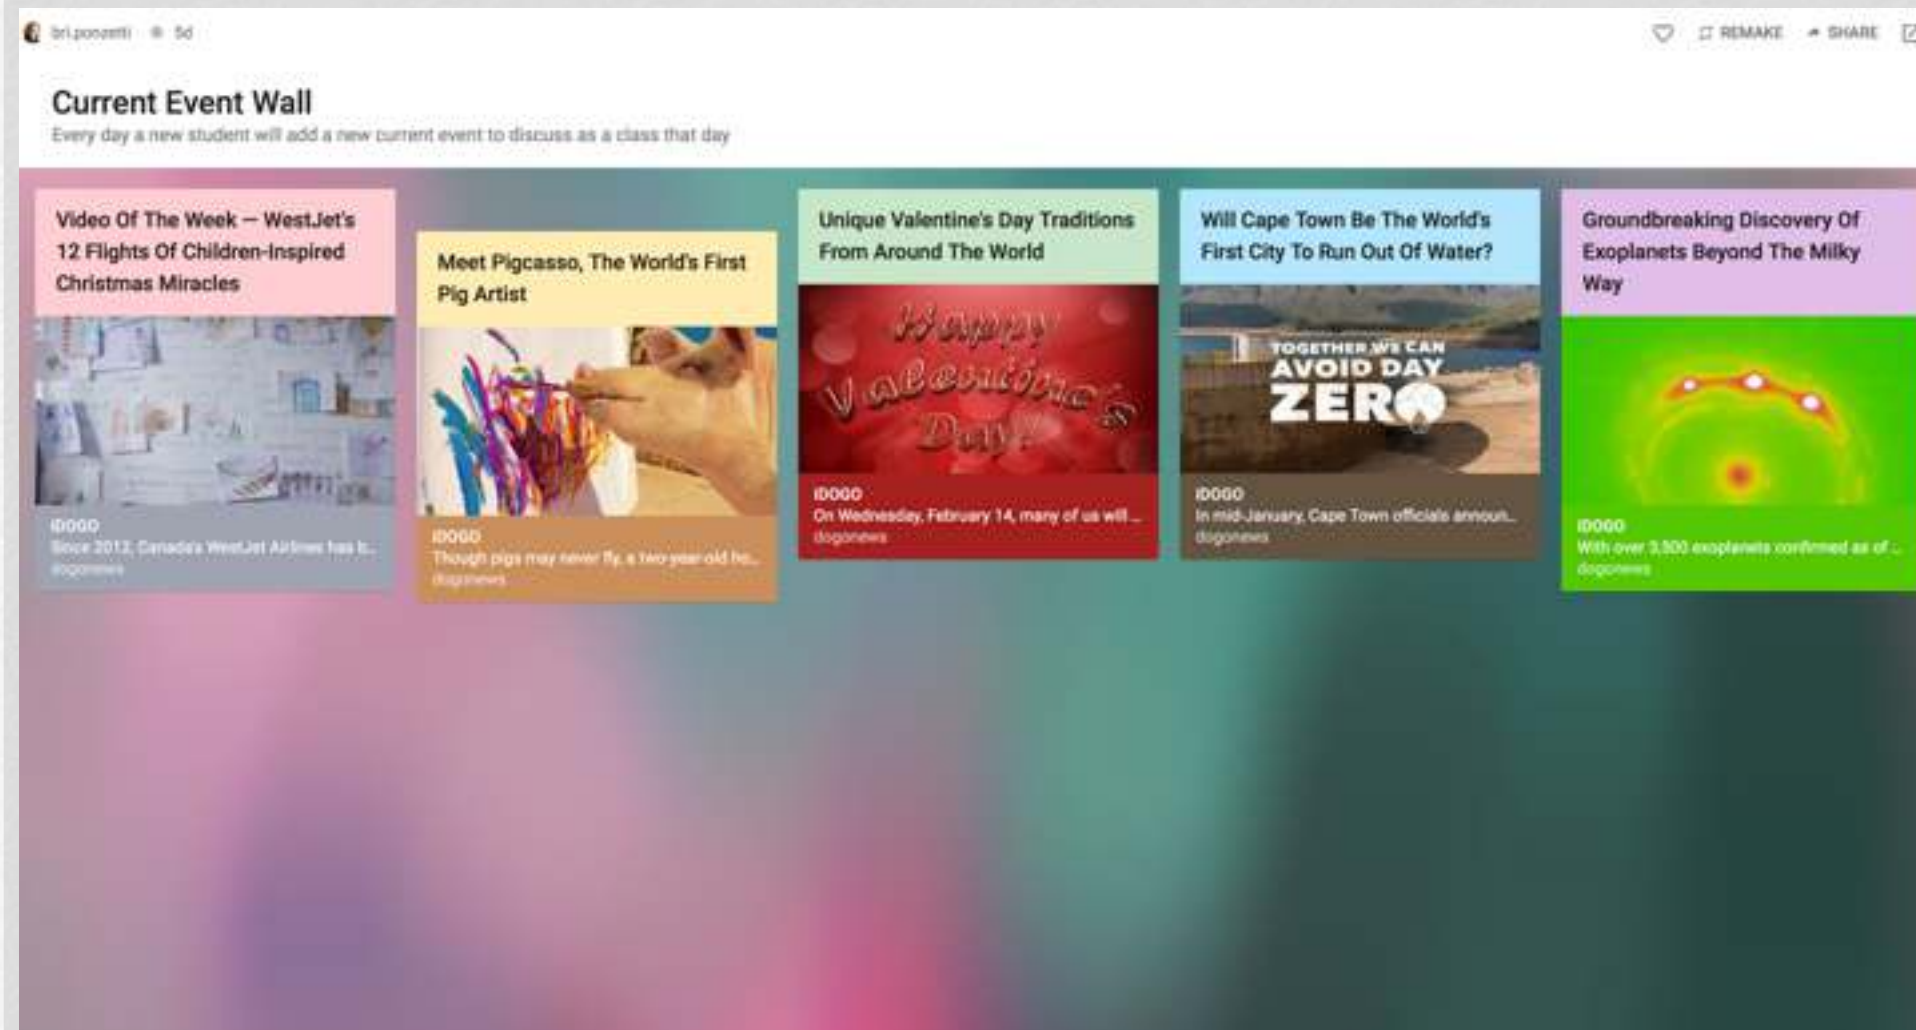 bri.ponzetti 5d
REMAKE SHARE
Current Event Wall
Every day a new student will add a new current event to discuss as a class that day
Video Of The Week — WestJet's
12 Flights Of Children-Inspired
Christmas Miracles
IDOGO
Since 2012, Canada's WestJet Airlines has b...
dogonews
Meet Pigcasso, The World's First
Pig Artist
IDOGO
Though pigs may never fly, a two-year-old ho...
dogonews
Unique Valentine's Day Traditions
From Around The World
Happy
Valentine's
Day!
IDOGO
On Wednesday, February 14, many of us will ...
dogonews
Will Cape Town Be The World's
First City To Run Out Of Water?
TOGETHER WE CAN
AVOID DAY
ZERO
IDOGO
In mid-January, Cape Town officials announ...
dogonews
Groundbreaking Discovery Of
Exoplanets Beyond The Milky
Way
IDOGO
With over 3,500 exoplanets confirmed as of ...
dogonews